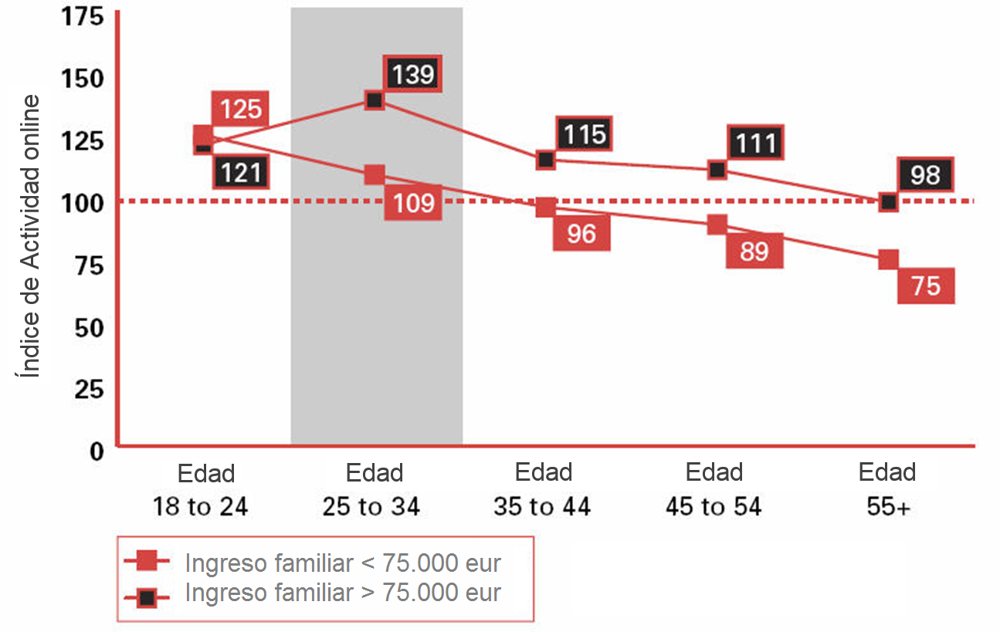 Índice de Actividad online
175
150
125
100
75
50
25
0
125
121
139
109
115
96
111
89
98
75
Edad
18 to 24
Edad
25 to 34
Edad
35 to 44
Edad
45 to 54
Edad
55+
Ingreso familiar < 75.000 eur
Ingreso familiar > 75.000 eur